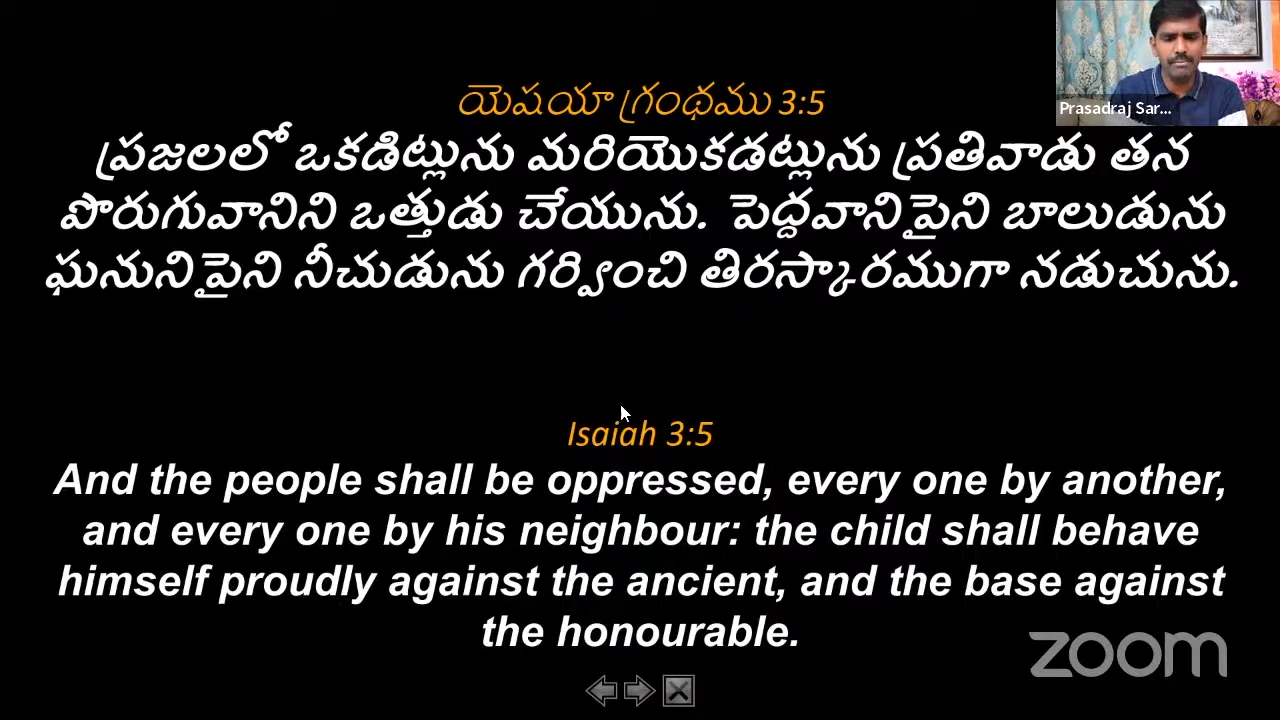 యెషయా గ్రంథము 3:5
ప్రజలలో ఒకడిట్లును మరియొకడట్లును ప్రతివాడు తన
పొరుగువానిని ఒత్తుడు చేయును. పెద్దవానిపైని బాలుడును
ఘనునిపైని నీచుడును గర్వించి తిరస్కారముగా నడుచును.
Prasadraj Sar...
Isaiah 3:5
And the people shall be oppressed, every one by another,
and every one by his neighbour: the child shall behave
himself proudly against the ancient, and the base against
the honourable.
zoom